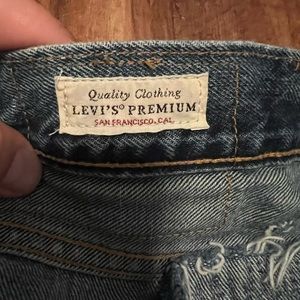 Quality Clothing
LEVI'S® PREMIUM
SAN FRANCISCO, CAL